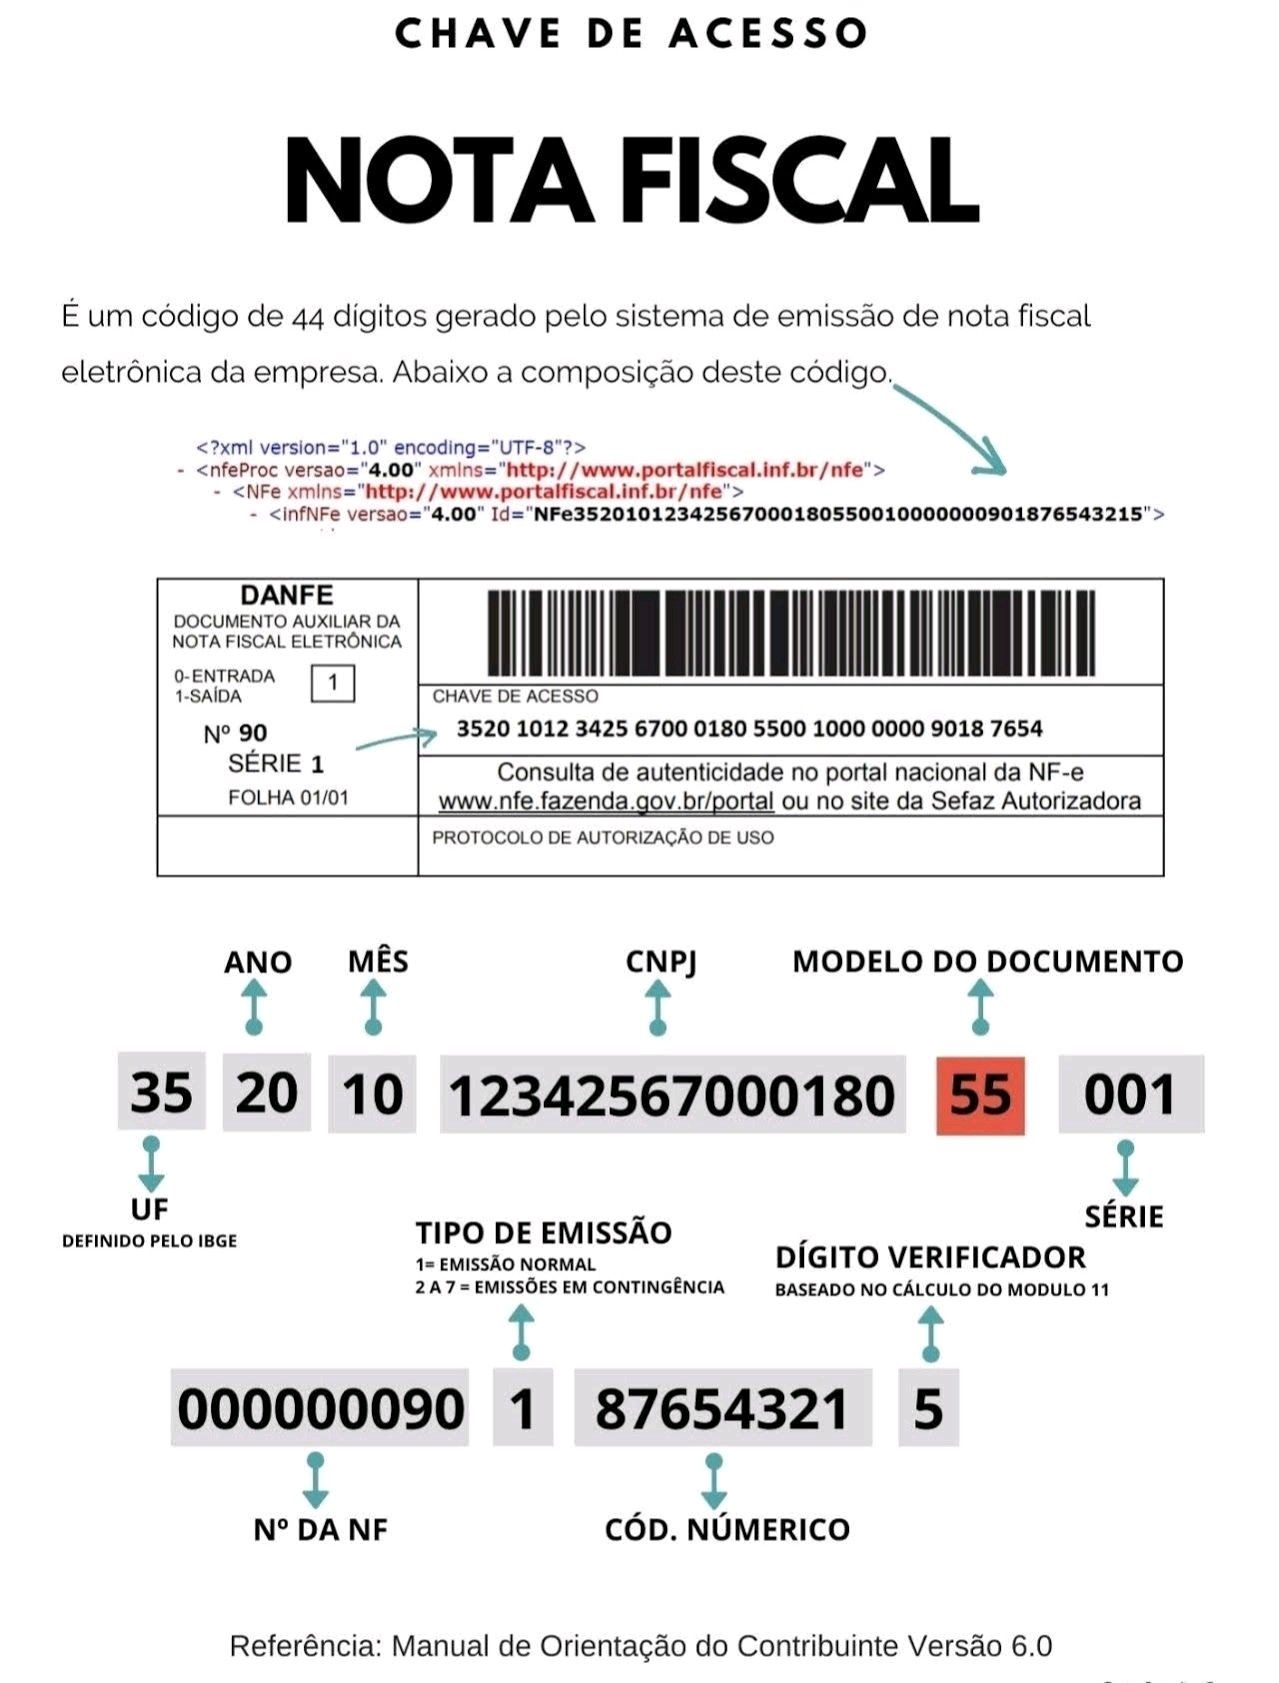 CHAVE DE ACESSO
NOTA FISCAL
É um código de 44 dígitos gerado pelo sistema de emissão de nota fiscal
eletrônica da empresa. Abaixo a composição deste código.
<?xml version="1.0" encoding="UTF-8"?>
- <nfeProc versao="4.00" xmlns="http://www.portalfiscal.inf.br/nfe">
- <NFe xmlns="http://www.portalfiscal.inf.br/nfe">
- <infNFe versao="4.00" Id="NFe35201012342567000180550010000000901876543215">
DANFE
DOCUMENTO AUXILIAR DA
NOTA FISCAL ELETRÔNICA
0-ENTRADA
1-SAÍDA
1
Nº 90
SÉRIE 1
FOLHA 01/01
CHAVE DE ACESSO
3520 1012 3425 6700 0180 5500 1000 0000 9018 7654
Consulta de autenticidade no portal nacional da NF-e
www.nfe.fazenda.gov.br/portal ou no site da Sefaz Autorizadora
PROTOCOLO DE AUTORIZAÇÃO DE USO
ANO MÊS CNPJ MODELO DO DOCUMENTO
35 20 10 12342567000180 55 001
UF
DEFINIDO PELO IBGE
SÉRIE
TIPO DE EMISSÃO
1= EMISSÃO NORMAL
2 A 7 = EMISSÕES EM CONTINGÊNCIA
DÍGITO VERIFICADOR
BASEADO NO CÁLCULO DO MODULO 11
000000090 1 87654321 5
Nº DA NF CÓD. NÚMERICO
Referência: Manual de Orientação do Contribuinte Versão 6.0